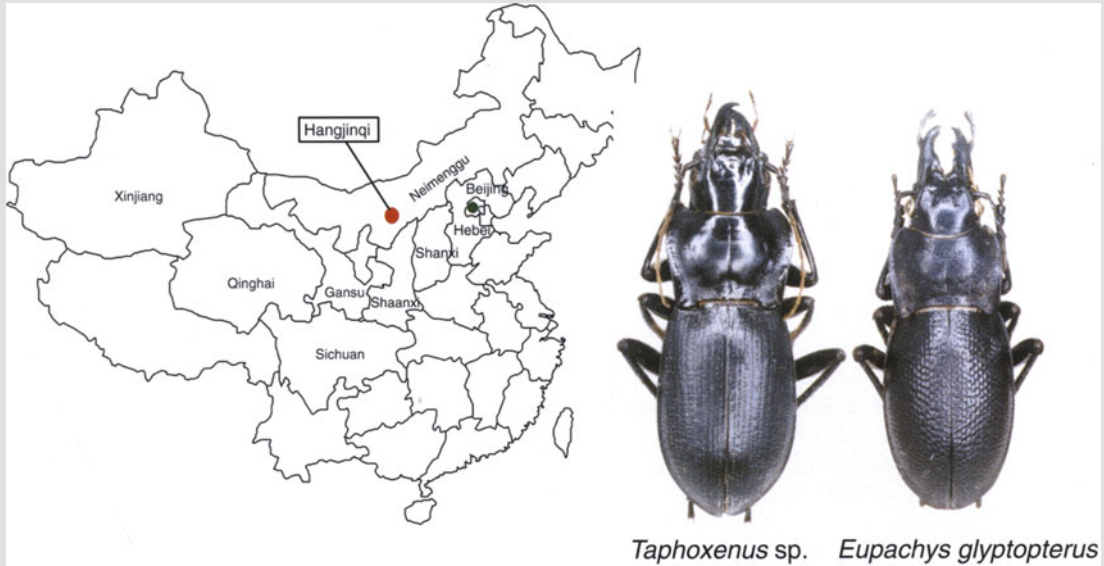 Hangjinqi
Neimenggu
Xinjiang
Beijing
Hebei
Shanxi
Qinghai
Gansu
Shaanxi
Sichuan
Taphoxenus sp.
Eupachys glyptopterus